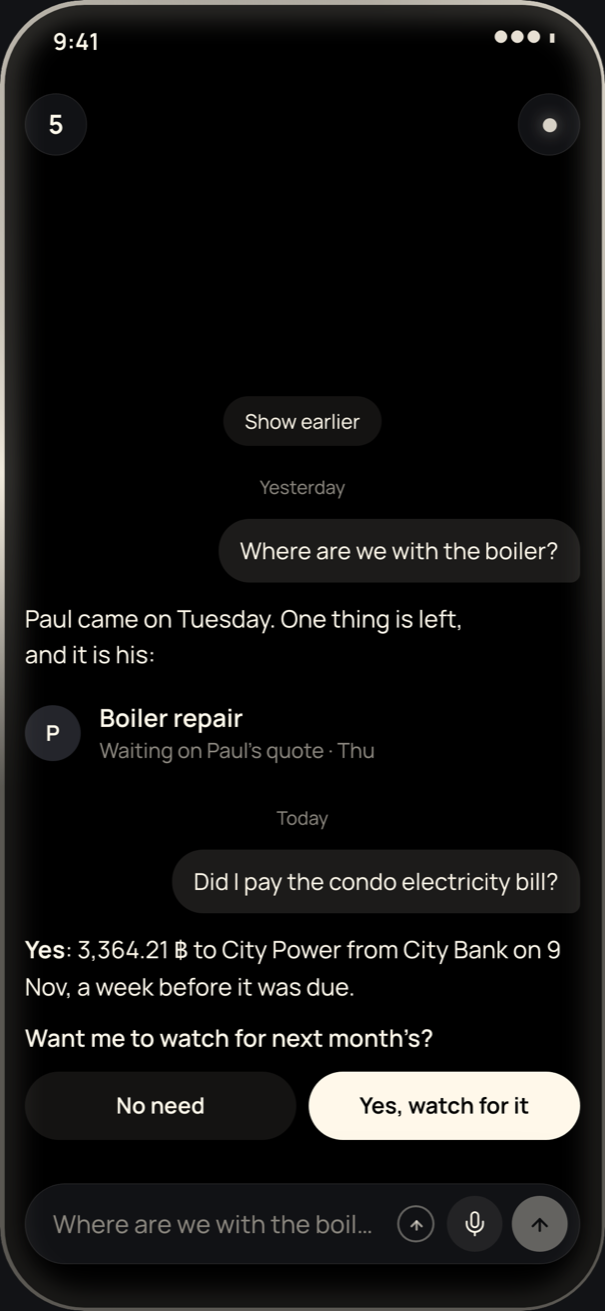 9:41
5
Show earlier
Yesterday
Where are we with the boiler?
Paul came on Tuesday. One thing is left,
and it is his:
P
Boiler repair
Waiting on Paul's quote · Thu
Today
Did I pay the condo electricity bill?
Yes: 3,364.21 ฿ to City Power from City Bank on 9
Nov, a week before it was due.
Want me to watch for next month's?
No need
Yes, watch for it
Where are we with the boil...